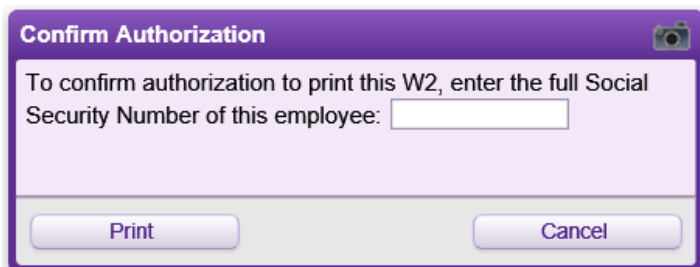 Confirm Authorization
To confirm authorization to print this W2, enter the full Social
Security Number of this employee:
Print
Cancel